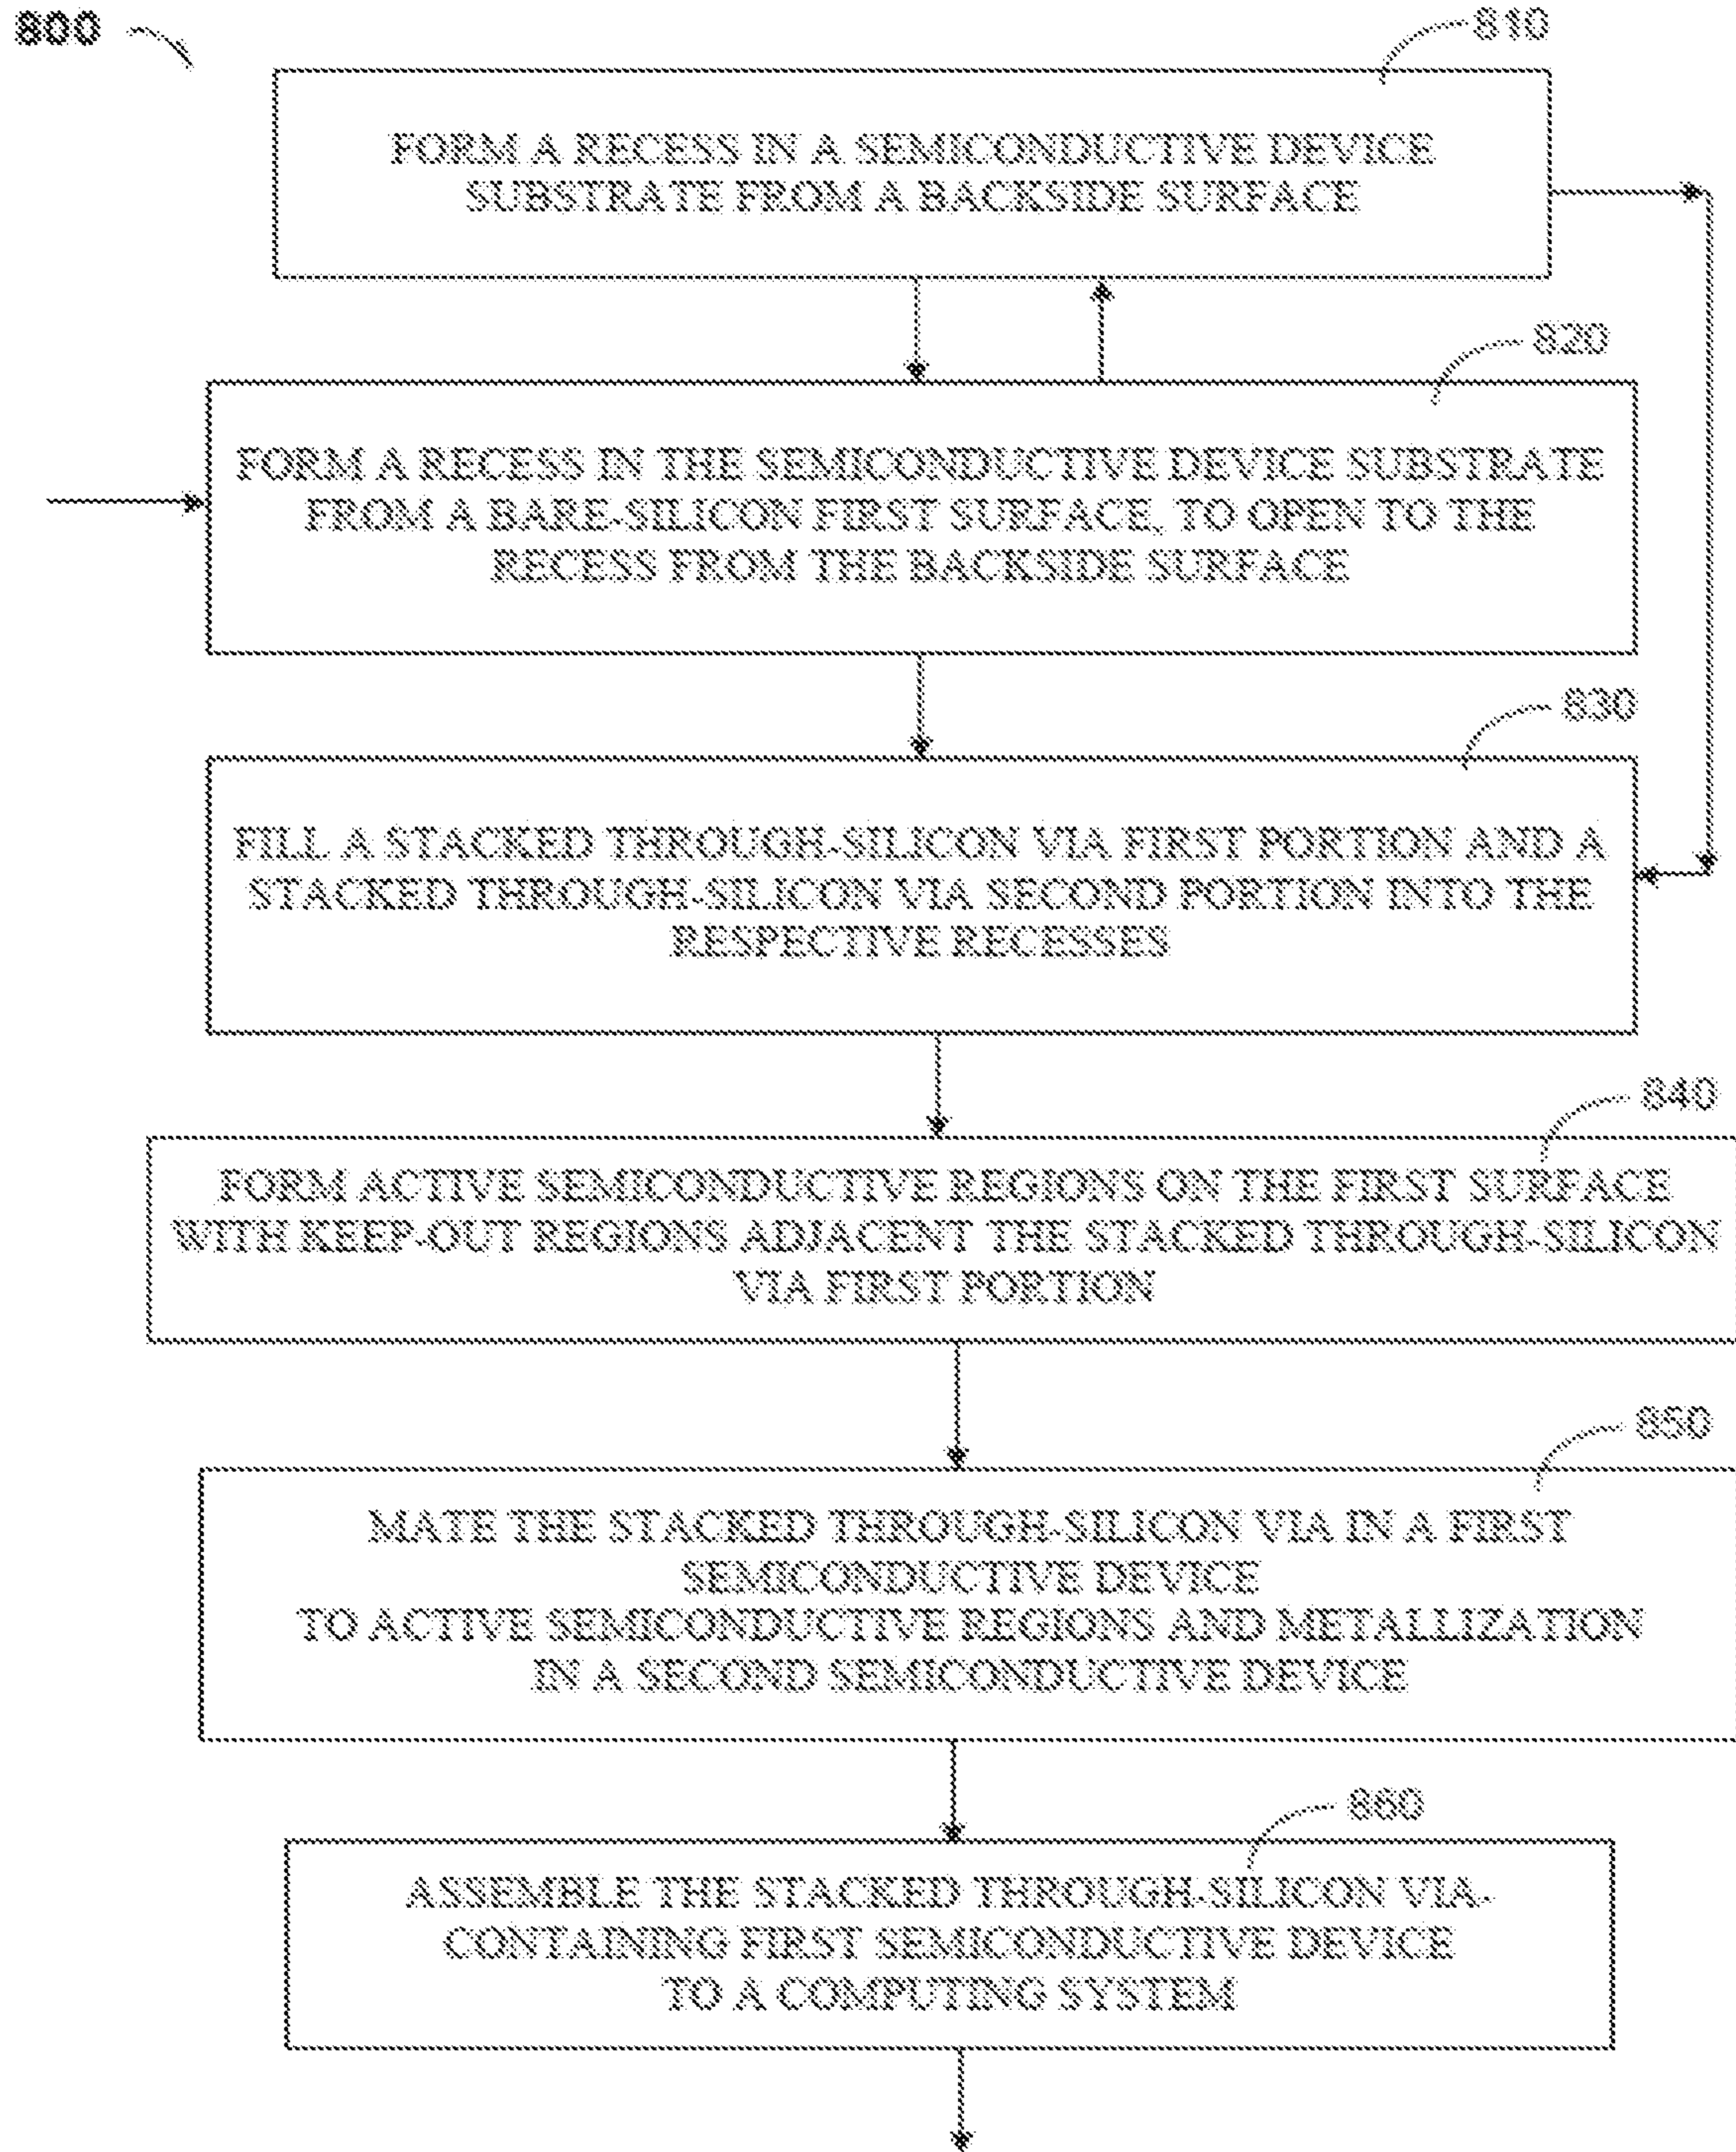 800
810
FORM A RECESS IN A SEMICONDUCTIVE DEVICE
SUBSTRATE FROM A BACKSIDE SURFACE
820
FORM A RECESS IN THE SEMICONDUCTIVE DEVICE SUBSTRATE
FROM A BARE-SILICON FIRST SURFACE, TO OPEN TO THE
RECESS FROM THE BACKSIDE SURFACE
830
FILL A STACKED THROUGH-SILICON VIA FIRST PORTION AND A
STACKED THROUGH-SILICON VIA SECOND PORTION INTO THE
RESPECTIVE RECESSES
840
FORM ACTIVE SEMICONDUCTIVE REGIONS ON THE FIRST SURFACE
WITH KEEP-OUT REGIONS ADJACENT THE STACKED THROUGH-SILICON
VIA FIRST PORTION
850
MATE THE STACKED THROUGH-SILICON VIA IN A FIRST
SEMICONDUCTIVE DEVICE
TO ACTIVE SEMICONDUCTIVE REGIONS AND METALLIZATION
IN A SECOND SEMICONDUCTIVE DEVICE
860
ASSEMBLE THE STACKED THROUGH-SILICON VIA-
CONTAINING FIRST SEMICONDUCTIVE DEVICE
TO A COMPUTING SYSTEM